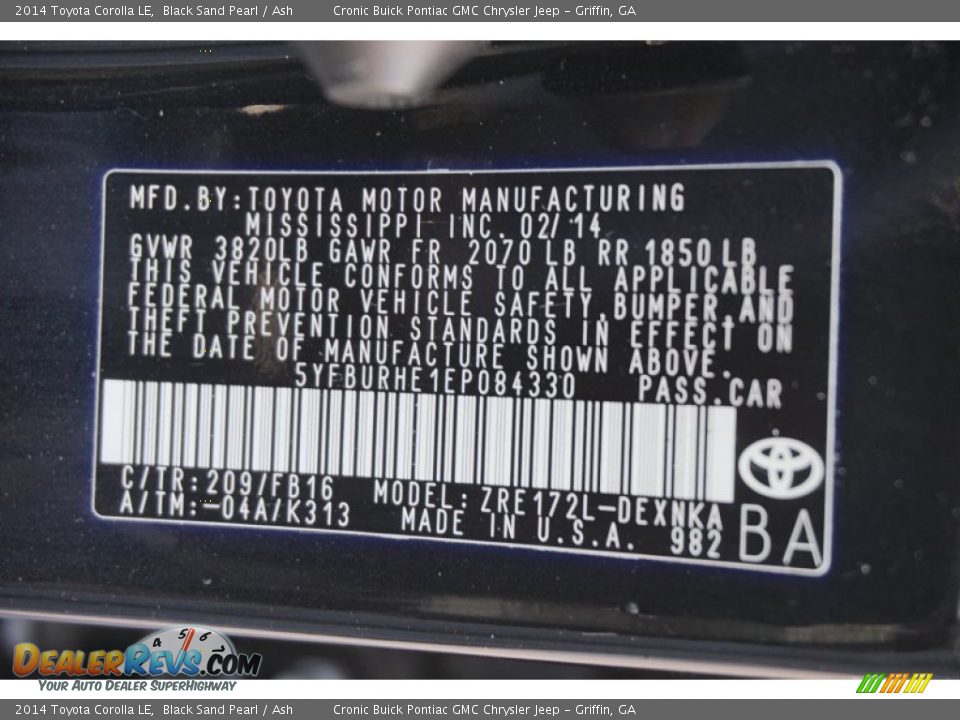 2014 Toyota Corolla LE, Black Sand Pearl / Ash Cronic Buick Pontiac GMC Chrysler Jeep - Griffin, GA
MFD.BY:TOYOTA MOTOR MANUFACTURING
MISSISSIPPI INC. 02/14
GVWR 3820LB GAWR FR 2070 LB RR 1850 LB
THIS VEHICLE CONFORMS TO ALL APPLICABLE
FEDERAL MOTOR VEHICLE SAFETY,BUMPER,AND
THEFT PREVENTION STANDARDS IN EFFECT ON
THE DATE OF MANUFACTURE SHOWN ABOVE.
5YFBURHE1EP084330 PASS.CAR
C/TR:209/FB16 MODEL:ZRE172L-DEXNKA
A/TM:-04A/K313 MADE IN U.S.A. 982 BA
4 5 6
DEALERREVS.COM
YOUR AUTO DEALER SUPERHIGHWAY
2014 Toyota Corolla LE, Black Sand Pearl / Ash Cronic Buick Pontiac GMC Chrysler Jeep - Griffin, GA